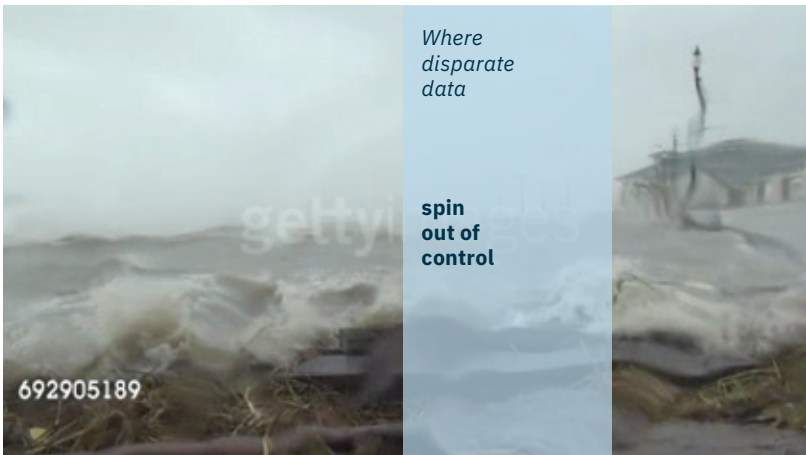 Where
disparate
data
gettyimages
spin
out of
control
692905189